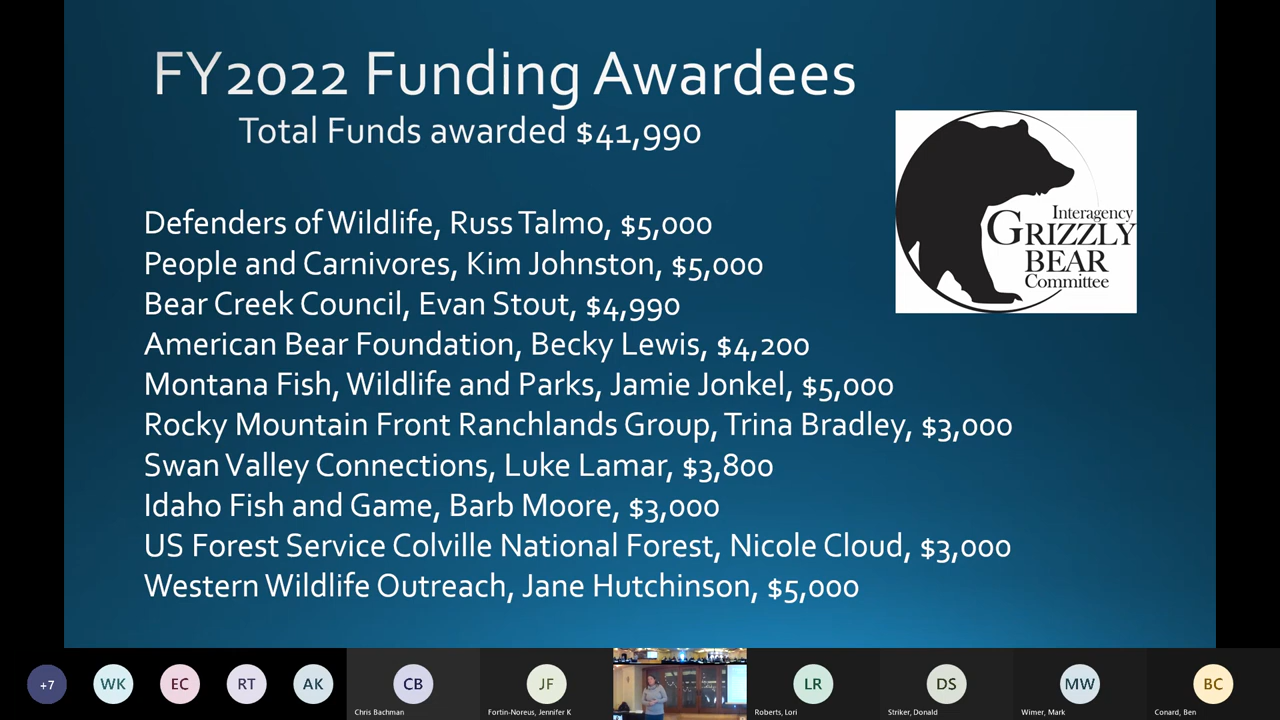 FY2022 Funding Awardees
Total Funds awarded $41,990
Interagency
GRIZZLY
BEAR
Committee
Defenders of Wildlife, Russ Talmo, $5,000
People and Carnivores, Kim Johnston, $5,000
Bear Creek Council, Evan Stout, $4,990
American Bear Foundation, Becky Lewis, $4,200
Montana Fish, Wildlife and Parks, Jamie Jonkel, $5,000
Rocky Mountain Front Ranchlands Group, Trina Bradley, $3,000
Swan Valley Connections, Luke Lamar, $3,800
Idaho Fish and Game, Barb Moore, $3,000
US Forest Service Colville National Forest, Nicole Cloud, $3,000
Western Wildlife Outreach, Jane Hutchinson, $5,000
+7 WK EC RT AK CB JF LR DS MW BC
Chris Bachman Fortin-Noreus, Jennifer K Roberts, Lori Striker, Donald Wimer, Mark Conard, Ben